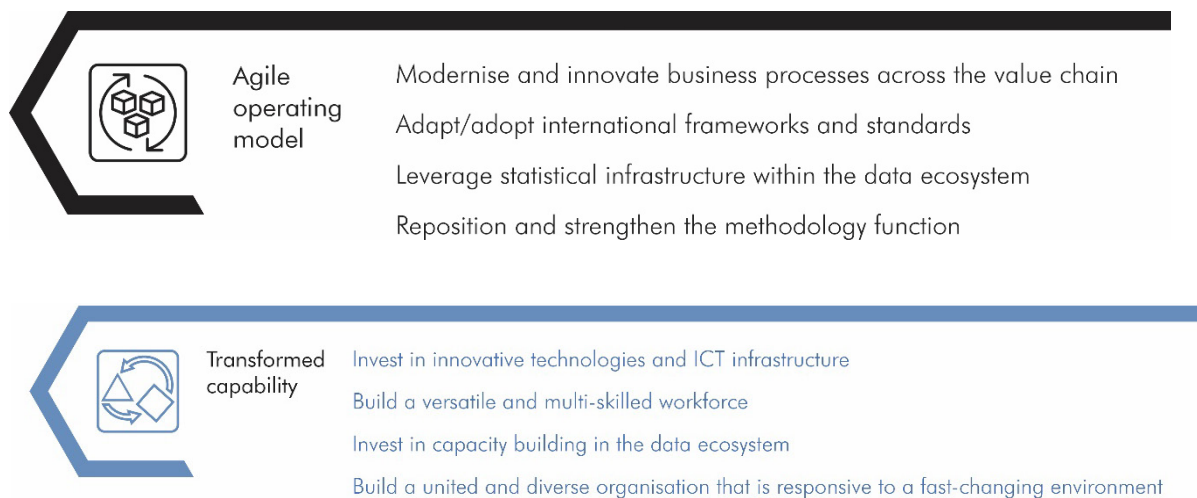 Agile
operating
model
Modernise and innovate business processes across the value chain
Adapt/adopt international frameworks and standards
Leverage statistical infrastructure within the data ecosystem
Reposition and strengthen the methodology function
Transformed
capability
Invest in innovative technologies and ICT infrastructure
Build a versatile and multi-skilled workforce
Invest in capacity building in the data ecosystem
Build a united and diverse organisation that is responsive to a fast-changing environment